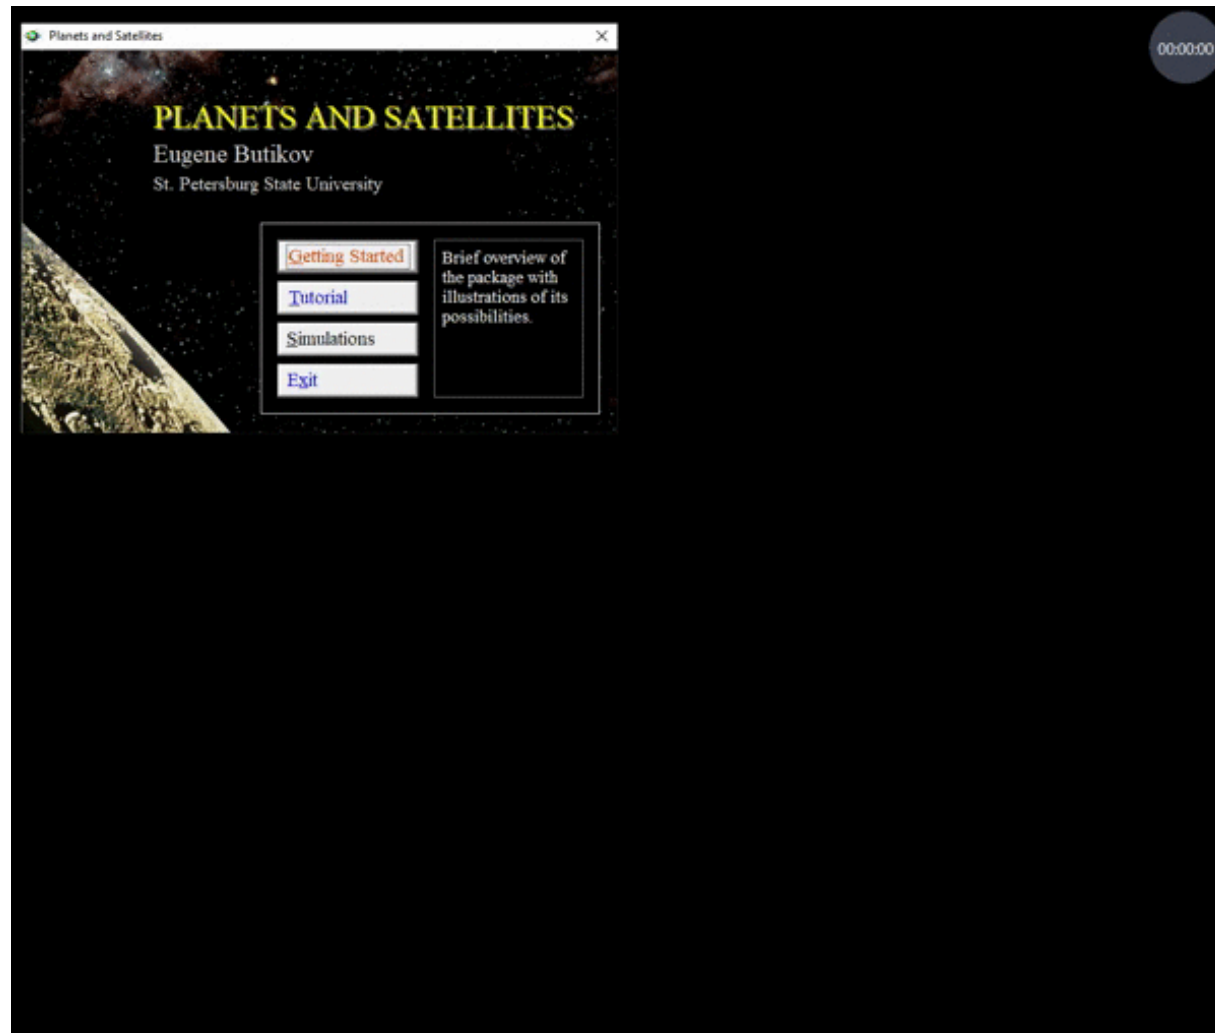 Planets and Satellites
00:00:00
PLANETS AND SATELLITES
Eugene Butikov
St. Petersburg State University
Getting Started
Tutorial
Simulations
Exit
Brief overview of
the package with
illustrations of its
possibilities.